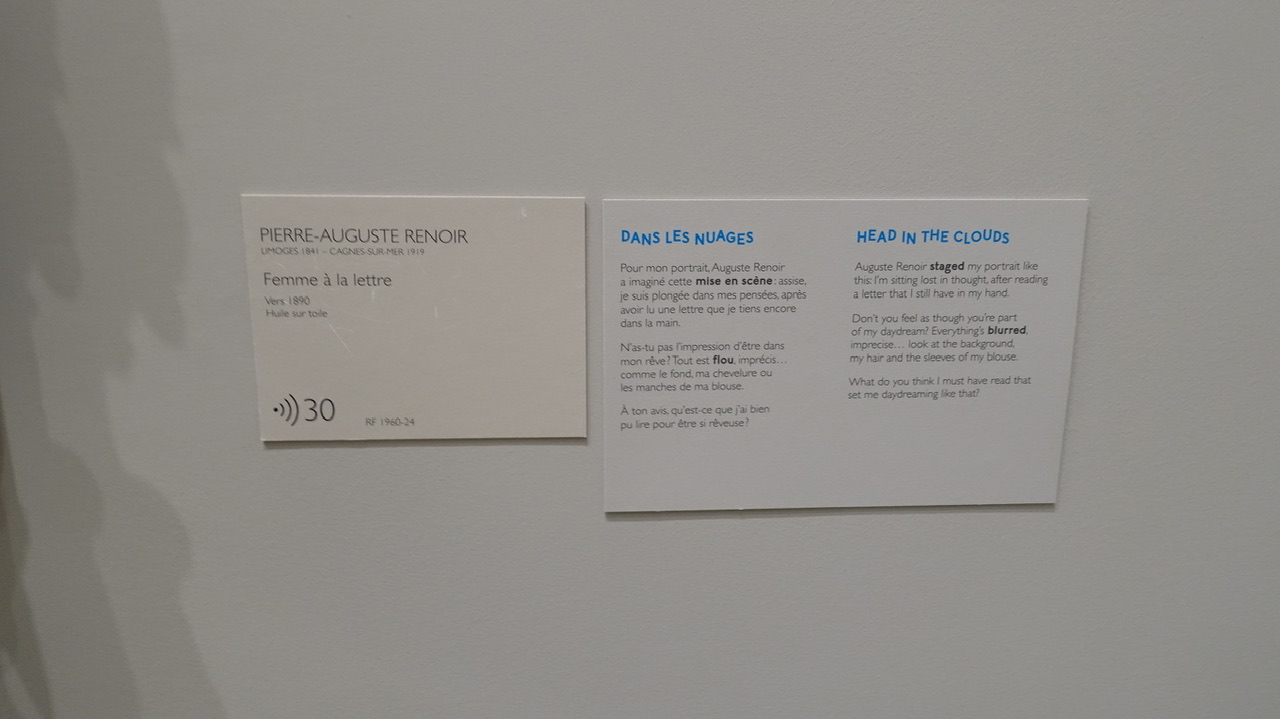 PIERRE-AUGUSTE RENOIR
LIMOGES 1841 – CAGNES-SUR-MER 1919
Femme à la lettre
Vers 1890
Huile sur toile
30
RF 1960-24
DANS LES NUAGES
Pour mon portrait, Auguste Renoir
a imaginé cette mise en scène : assise,
je suis plongée dans mes pensées, après
avoir lu une lettre que je tiens encore
dans la main.
N'as-tu pas l'impression d'être dans
mon rêve ? Tout est flou, imprécis...
comme le fond, ma chevelure ou
les manches de ma blouse.
À ton avis, qu'est-ce que j'ai bien
pu lire pour être si rêveuse ?
HEAD IN THE CLOUDS
Auguste Renoir staged my portrait like
this: I'm sitting lost in thought, after reading
a letter that I still have in my hand.
Don't you feel as though you're part
of my daydream? Everything's blurred,
imprecise... look at the background,
my hair and the sleeves of my blouse.
What do you think I must have read that
set me daydreaming like that?